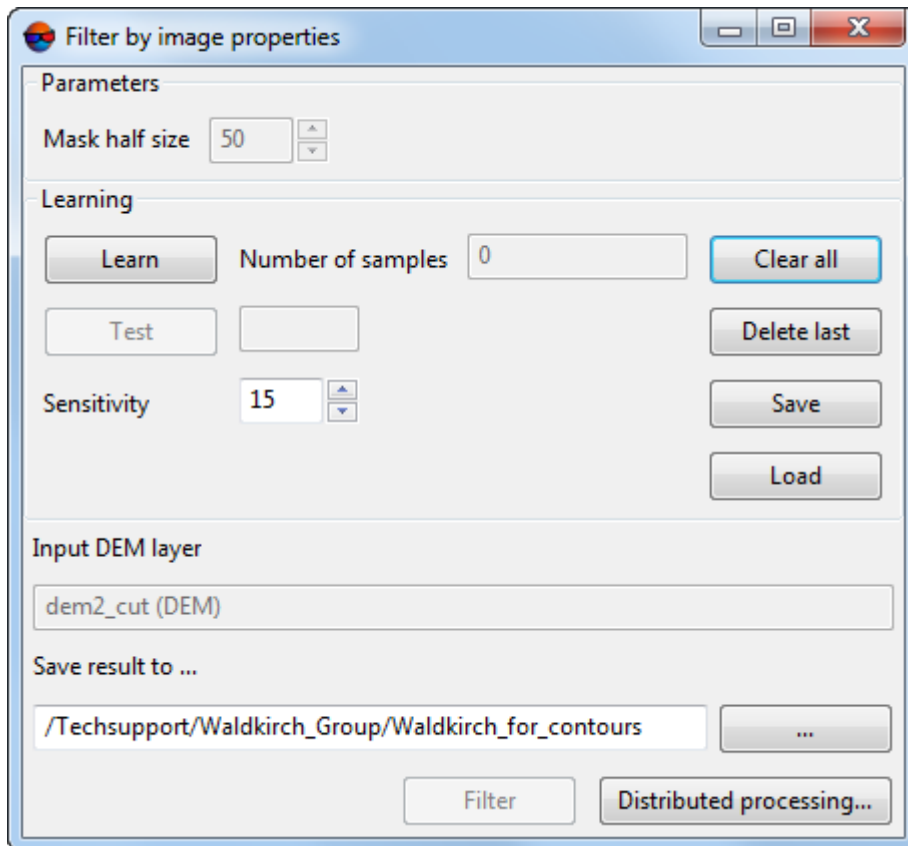 Filter by image properties
Parameters
Mask half size 50
Learning
Learn Number of samples 0 Clear all
Test Delete last
Sensitivity 15 Save
Load
Input DEM layer
dem2_cut (DEM)
Save result to ...
/Techsupport/Waldkirch_Group/Waldkirch_for_contours ...
Filter Distributed processing...